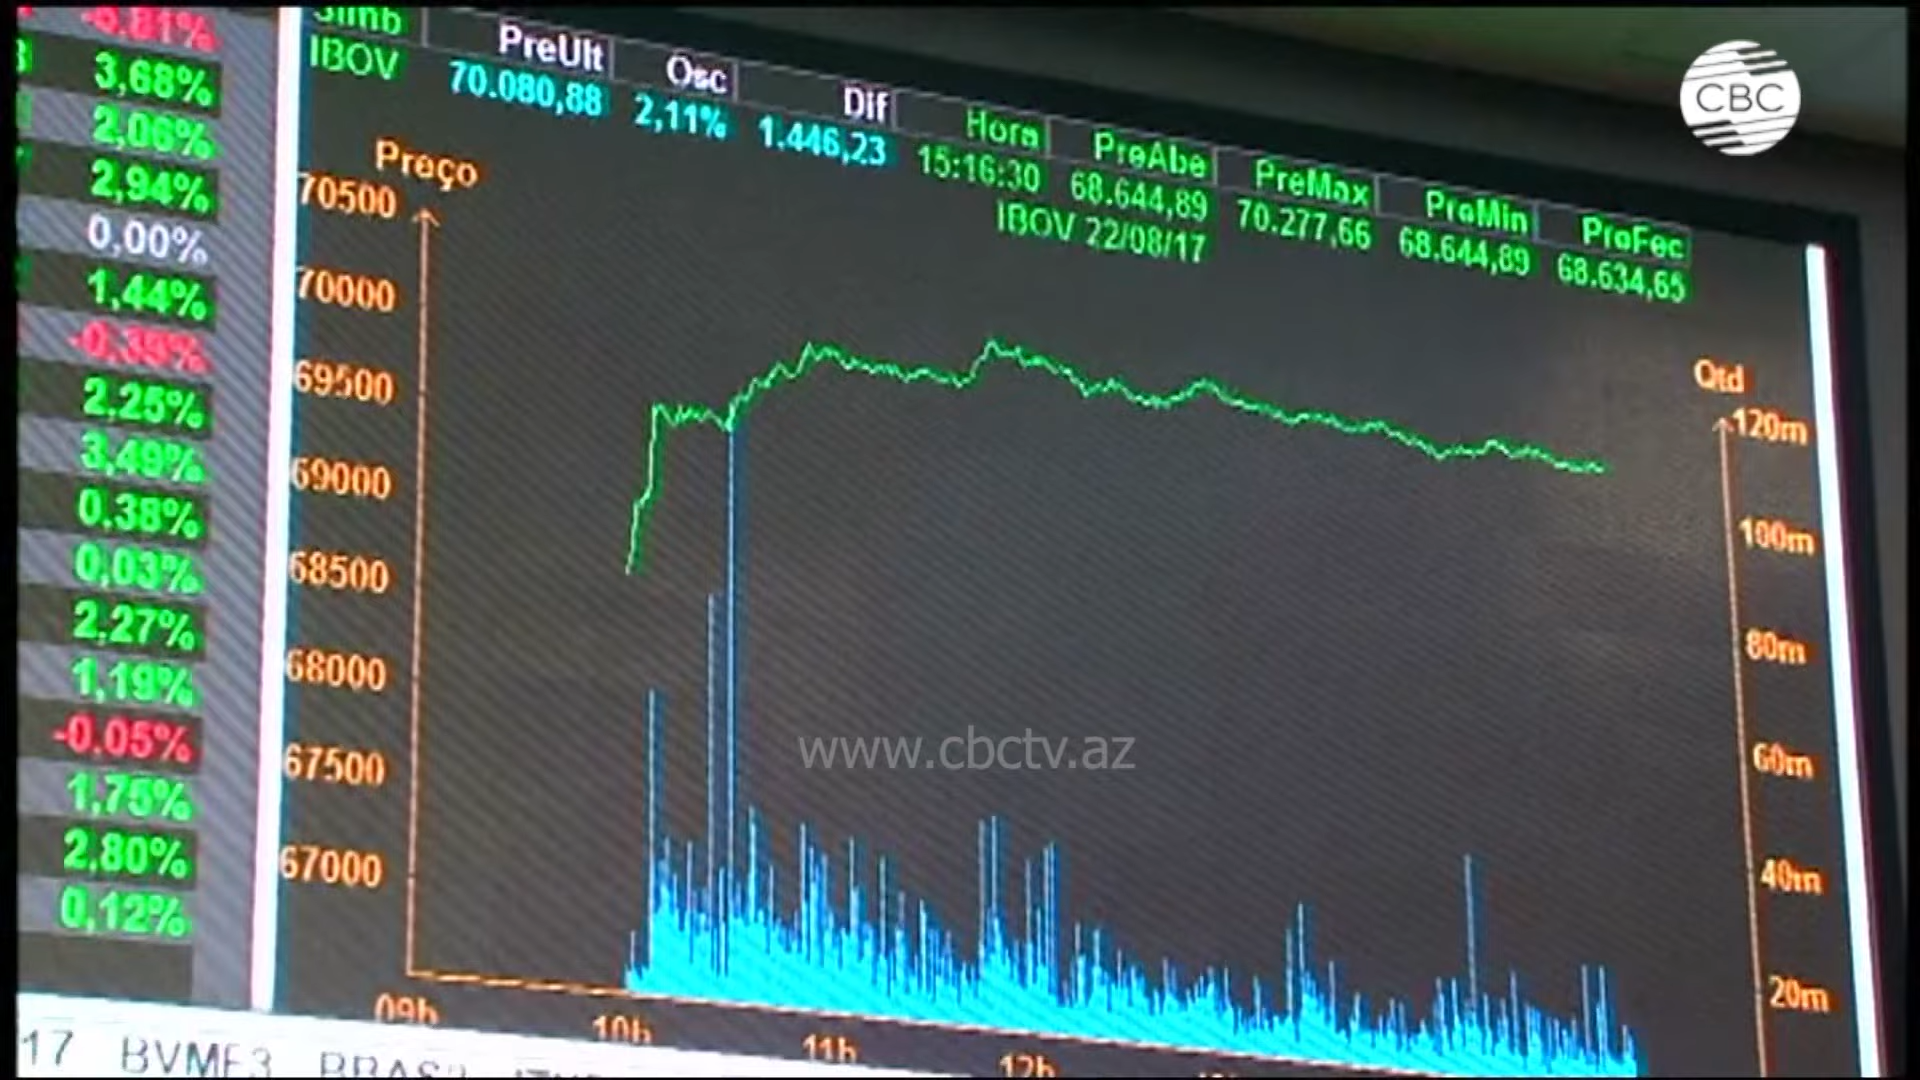 -5.81%
3,68%
2,06%
2,94%
0,00%
1,44%
-0.39%
2,25%
3,49%
0.38%
0,03%
2,27%
1,19%
-0.05%
1,75%
2.80%
0,12%
Simb PreUlt Osc Dif Hora PreAbe PreMax PreMin PreFec
IBOV 70.080,88 2,11% 1.446,23 15:16:30 68.644,89 70.277,66 68.644,89 68.634,65
IBOV 22/08/17
CBC
Preço
70500
70000
69500
69000
68500
68000
67500
67000
Qtd
120m
100m
80m
60m
40m
20m
www.cbctv.az
09h 10h 11h 12h
17 BVMF3